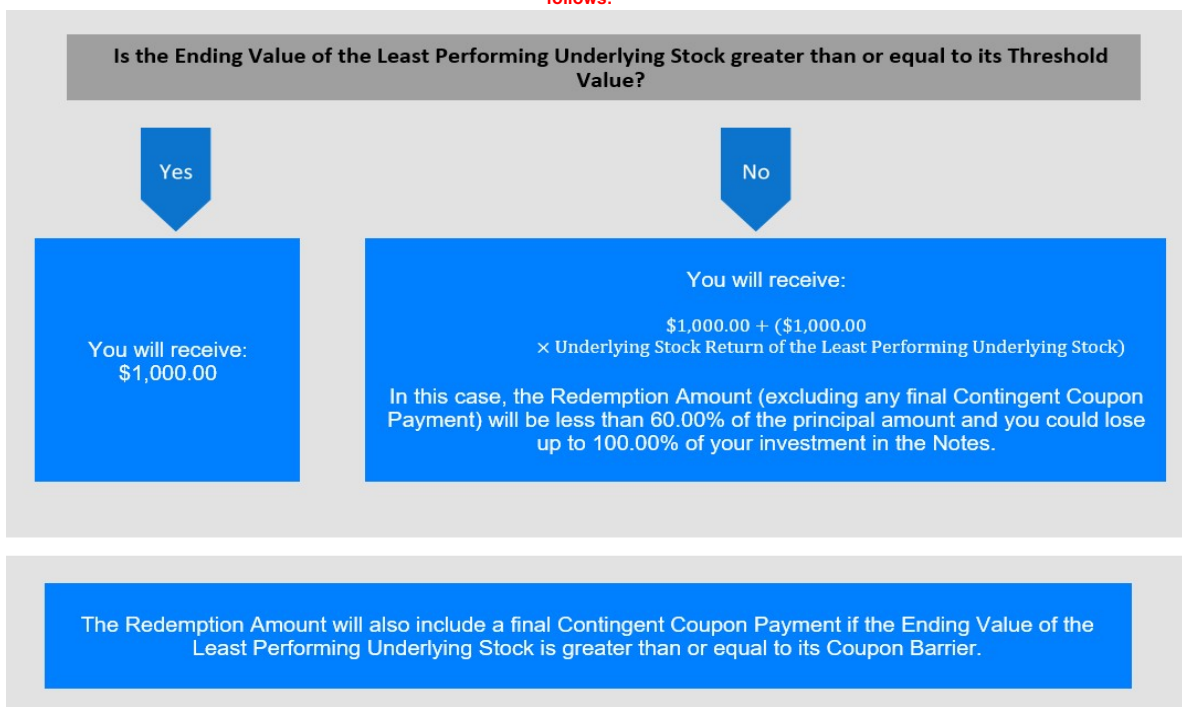 follows:
Is the Ending Value of the Least Performing Underlying Stock greater than or equal to its Threshold
Value?
Yes
No
You will receive:
$1,000.00
You will receive:
$1,000.00 + ($1,000.00
× Underlying Stock Return of the Least Performing Underlying Stock)
In this case, the Redemption Amount (excluding any final Contingent Coupon
Payment) will be less than 60.00% of the principal amount and you could lose
up to 100.00% of your investment in the Notes.
The Redemption Amount will also include a final Contingent Coupon Payment if the Ending Value of the
Least Performing Underlying Stock is greater than or equal to its Coupon Barrier.